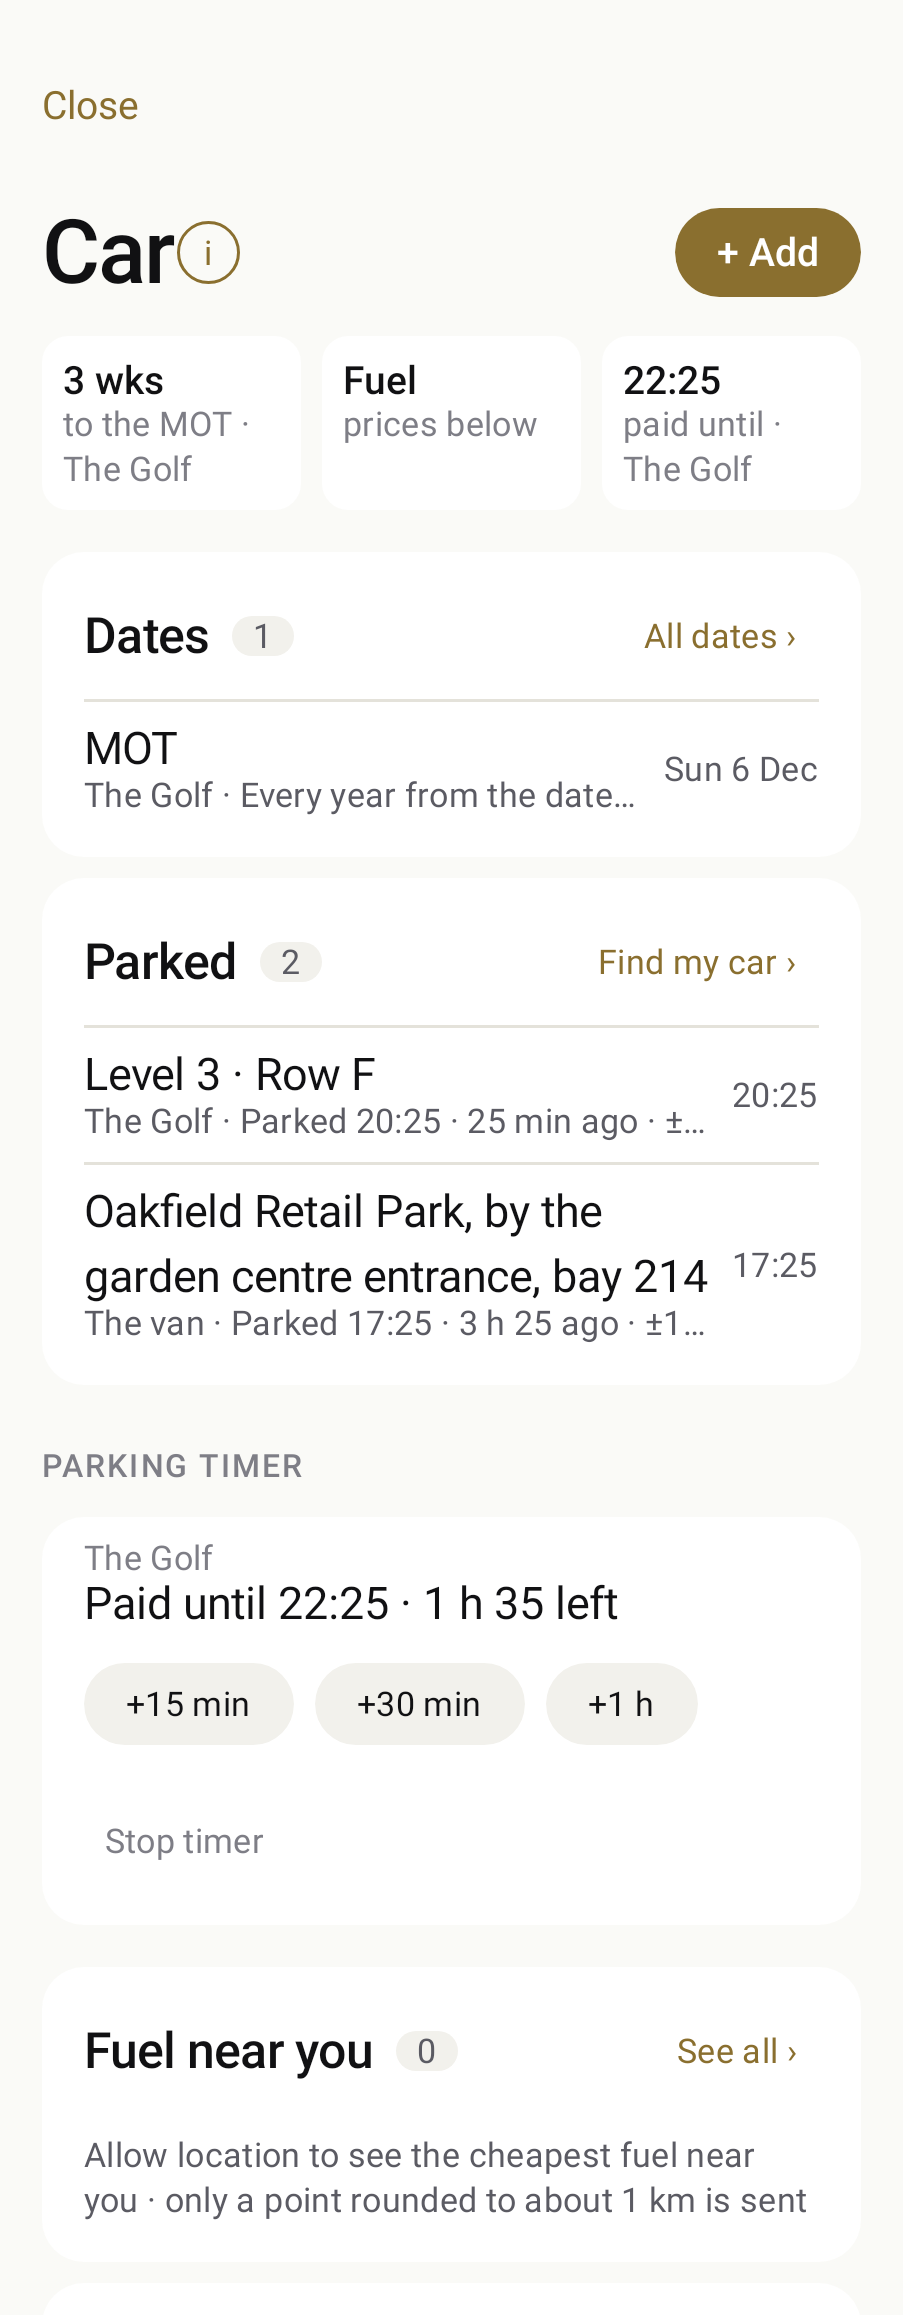 Close
Car i
+ Add
3 wks
to the MOT ·
The Golf
Fuel
prices below
22:25
paid until ·
The Golf
Dates 1
All dates ›
MOT
The Golf · Every year from the date…
Sun 6 Dec
Parked 2
Find my car ›
Level 3 · Row F
The Golf · Parked 20:25 · 25 min ago · ±…
20:25
Oakfield Retail Park, by the
garden centre entrance, bay 214
The van · Parked 17:25 · 3 h 25 ago · ±1…
17:25
PARKING TIMER
The Golf
Paid until 22:25 · 1 h 35 left
+15 min
+30 min
+1 h
Stop timer
Fuel near you 0
See all ›
Allow location to see the cheapest fuel near
you · only a point rounded to about 1 km is sent